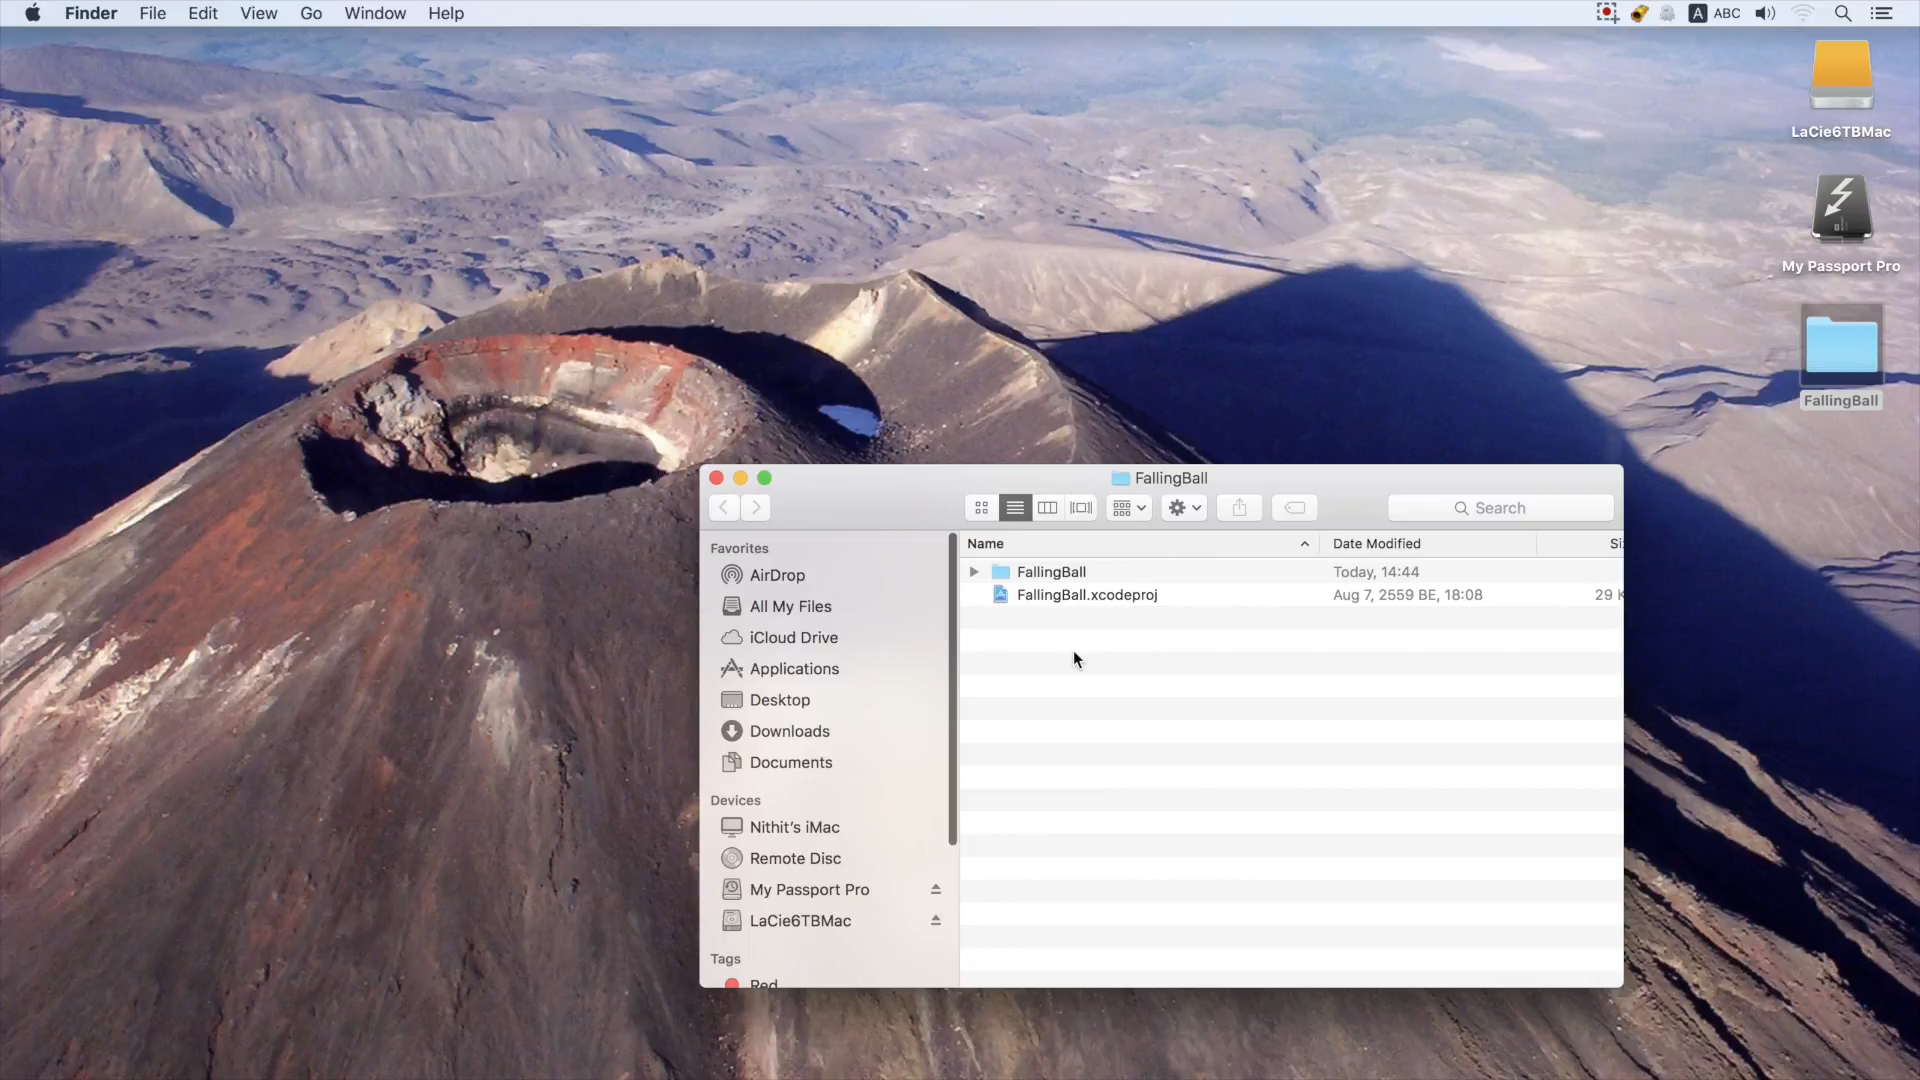 Finder File Edit View Go Window Help
A ABC
LaCie6TBMac
My Passport Pro
FallingBall
FallingBall
Search
Name Date Modified
Favorites
AirDrop
All My Files
iCloud Drive
Applications
Desktop
Downloads
Documents
Devices
Nithit's iMac
Remote Disc
My Passport Pro
LaCie6TBMac
Tags
Red
FallingBall Today, 14:44
FallingBall.xcodeproj Aug 7, 2559 BE, 18:08 29